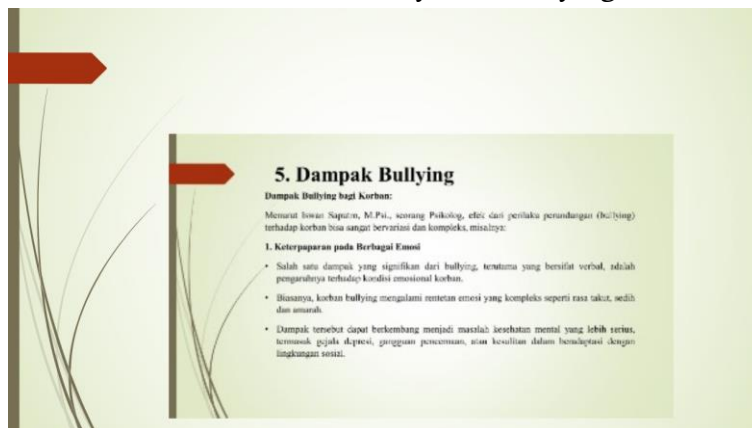 5. Dampak Bullying
Dampak Bullying bagi Korban:
Menurut Iswan Saputro, M.Psi., seorang Psikolog, efek dari perilaku perundungan (bullying)
terhadap korban bisa sangat bervariasi dan kompleks, misalnya:
1. Keterpaparan pada Berbagai Emosi
• Salah satu dampak yang signifikan dari bullying, terutama yang bersifat verbal, adalah
pengaruhnya terhadap kondisi emosional korban.
• Biasanya, korban bullying mengalami rentetan emosi yang kompleks seperti rasa takut, sedih
dan amarah.
• Dampak tersebut dapat berkembang menjadi masalah kesehatan mental yang lebih serius,
termasuk gejala depresi, gangguan pencernaan, atau kesulitan dalam beradaptasi dengan
lingkungan sosial.